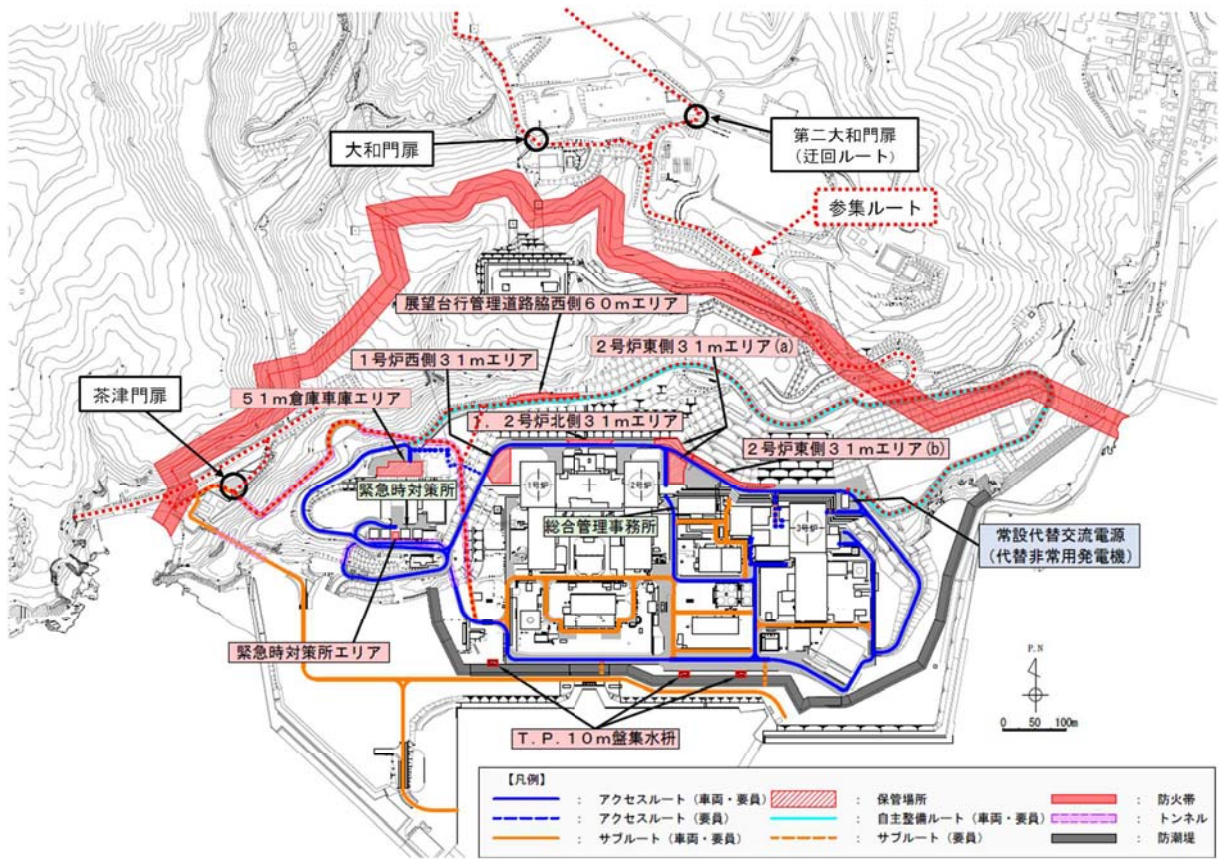 大和門扉
第二大和門扉
(迂回ルート)
参集ルート
展望台行管理道路脇西側60mエリア
1号炉西側31mエリア
2号炉東側31mエリア(a)
茶津門扉
51m倉庫車庫エリア
2号炉北側31mエリア
2号炉東側31mエリア(b)
緊急時対策所
1号炉
2号炉
総合管理事務所
3号炉
常設代替交流電源
(代替非常用発電機)
緊急時対策所エリア
P.N
0 50 100m
T.P.10m盤集水枡
【凡例】
: アクセスルート(車両・要員)
: 保管場所
: 防火帯
: アクセスルート(要員)
: 自主整備ルート(車両・要員)
: トンネル
: サブルート(車両・要員)
: サブルート(要員)
: 防潮堤